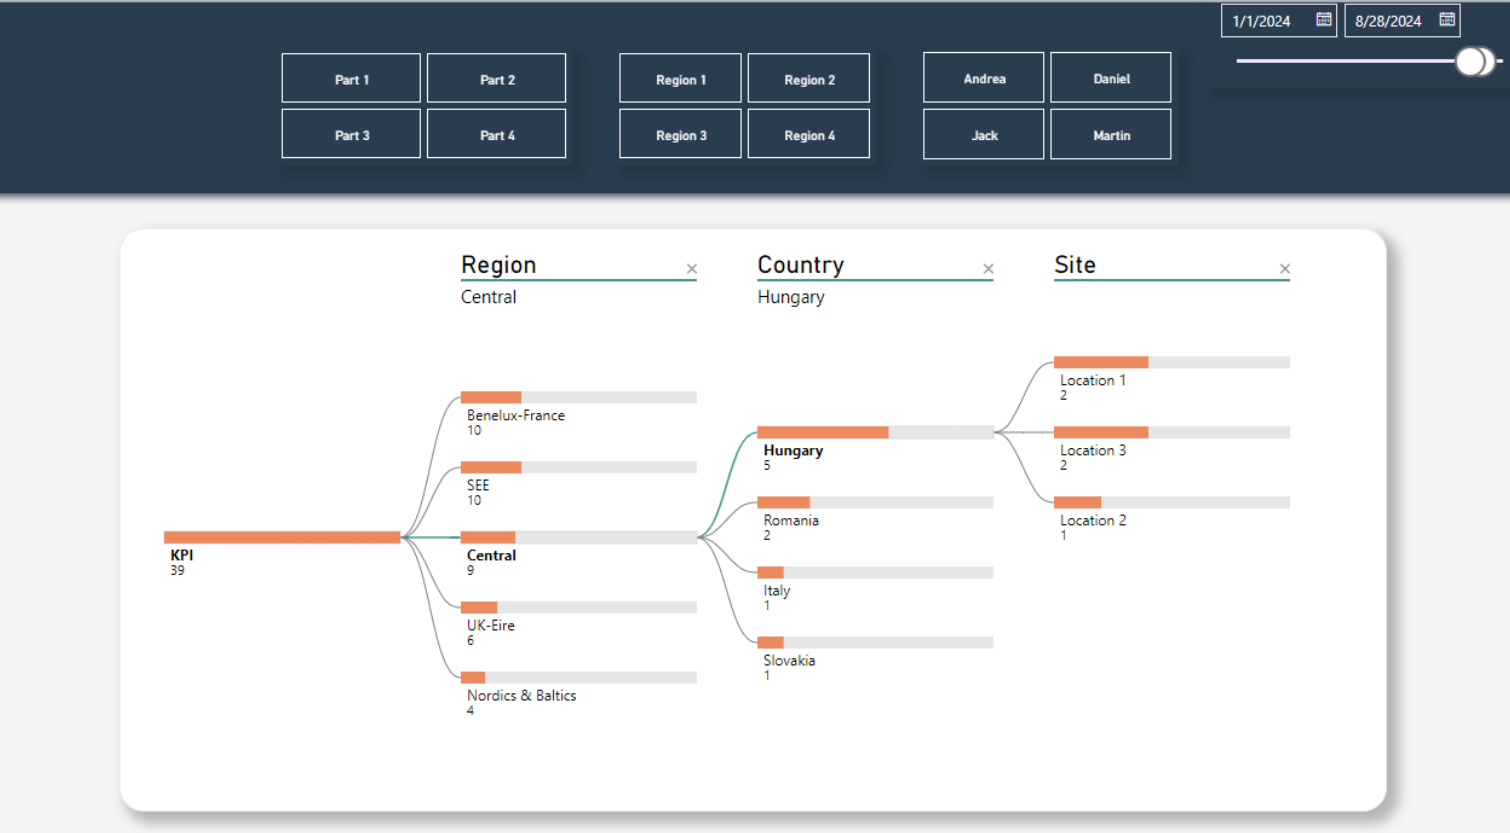 1/1/2024 8/28/2024
Part 1 Part 2 Region 1 Region 2 Andrea Daniel
Part 3 Part 4 Region 3 Region 4 Jack Martin
Region Country Site
Central Hungary
KPI
39
Benelux-France
10
SEE
10
Central
9
UK-Eire
6
Nordics & Baltics
4
Hungary
5
Romania
2
Italy
1
Slovakia
1
Location 1
2
Location 3
2
Location 2
1